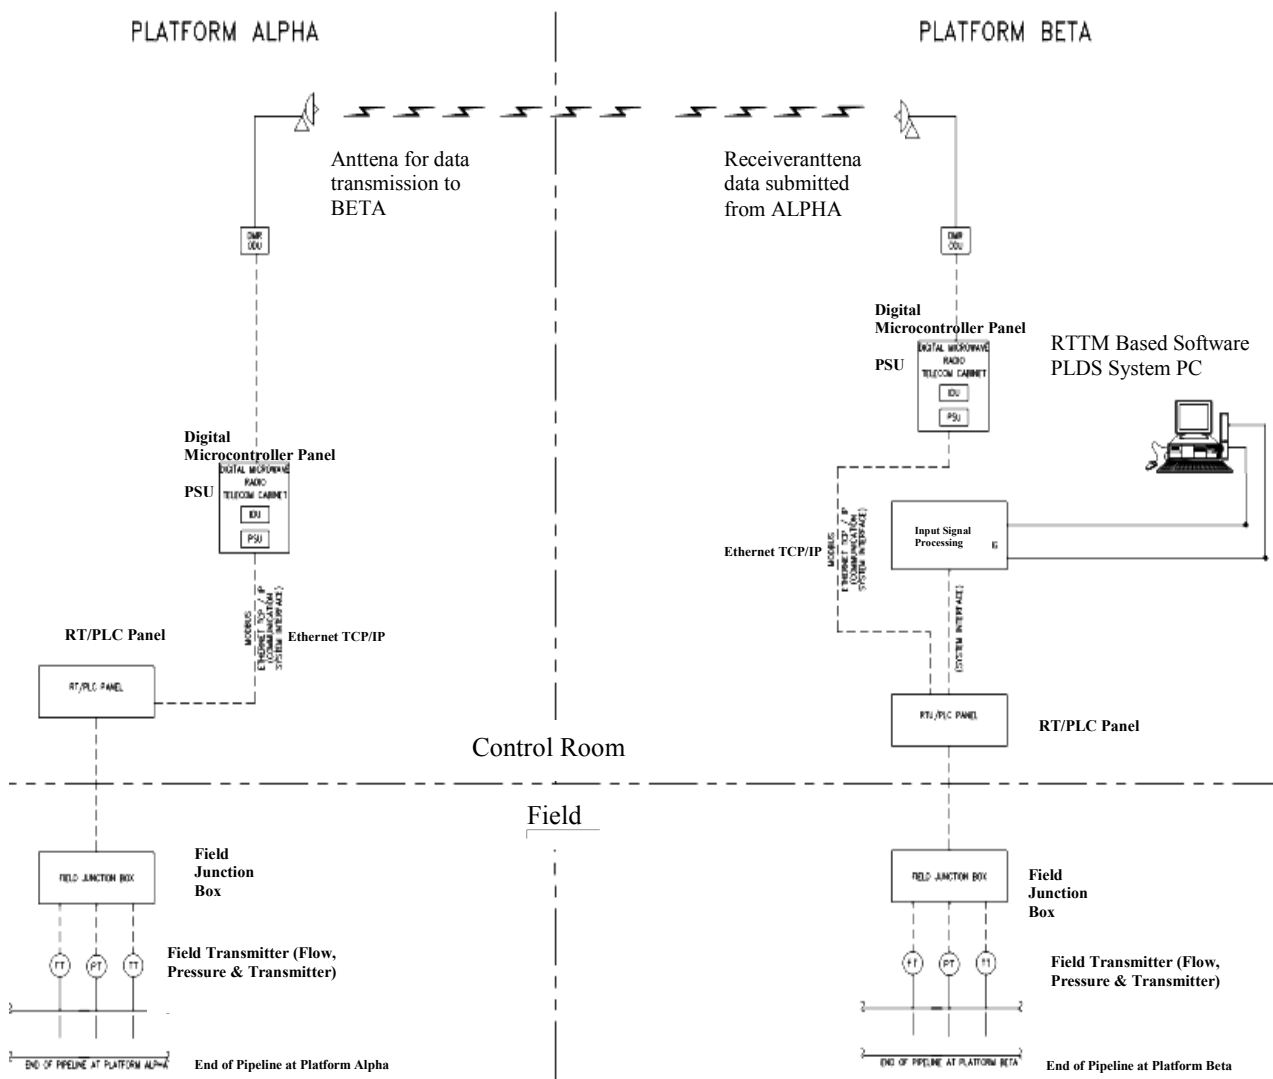 PLATFORM ALPHA
PLATFORM BETA
Anttena for data
transmission to
BETA
Receiveranttena
data submitted
from ALPHA
DMR
ODU
DMR
ODU
Digital
Microcontroller Panel
PSU
DIGITAL MICROWAVE
RADIO
TELECOM CABINET
IDU
PSU
RTTM Based Software
PLDS System PC
Digital
Microcontroller Panel
PSU
DIGITAL MICROWAVE
RADIO
TELECOM CABINET
IDU
PSU
Input Signal
Processing
Ethernet TCP/IP
MODBUS
ETHERNET TCP / IP
(COMMUNICATION
SYSTEM INTERFACE)
MODBUS
ETHERNET TCP / IP
(COMMUNICATION
SYSTEM INTERFACE)
Ethernet TCP/IP
(SYSTEM INTERFACE)
RT/PLC Panel
RT/PLC PANEL
RTU/PLC PANEL
RT/PLC Panel
Control Room
Field
FIELD JUNCTION BOX
Field
Junction
Box
FIELD JUNCTION BOX
Field
Junction
Box
FT PT TT
Field Transmitter (Flow,
Pressure & Transmitter)
FT PT TT
Field Transmitter (Flow,
Pressure & Transmitter)
END OF PIPELINE AT PLATFORM ALPHA
End of Pipeline at Platform Alpha
END OF PIPELINE AT PLATFORM BETA
End of Pipeline at Platform Beta